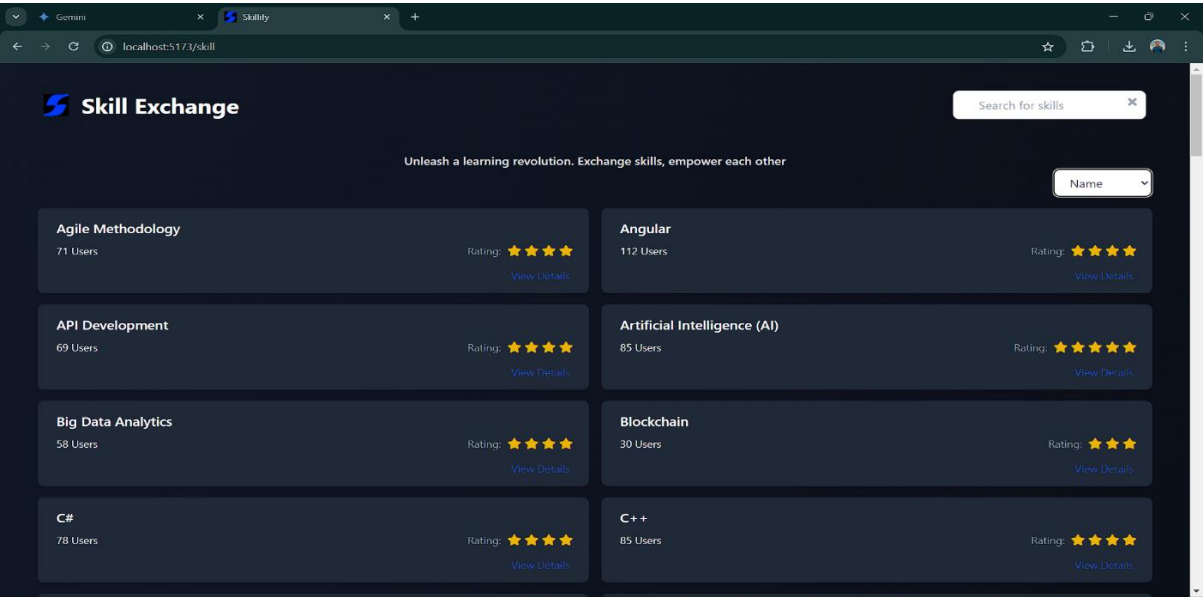 Gemini
Skillify
localhost:5173/skill
Skill Exchange
Search for skills
Unleash a learning revolution. Exchange skills, empower each other
Name
Agile Methodology
71 Users
Rating:
View Details
Angular
112 Users
Rating:
View Details
API Development
69 Users
Rating:
View Details
Artificial Intelligence (AI)
85 Users
Rating:
View Details
Big Data Analytics
58 Users
Rating:
View Details
Blockchain
30 Users
Rating:
View Details
C#
78 Users
Rating:
View Details
C++
85 Users
Rating:
View Details